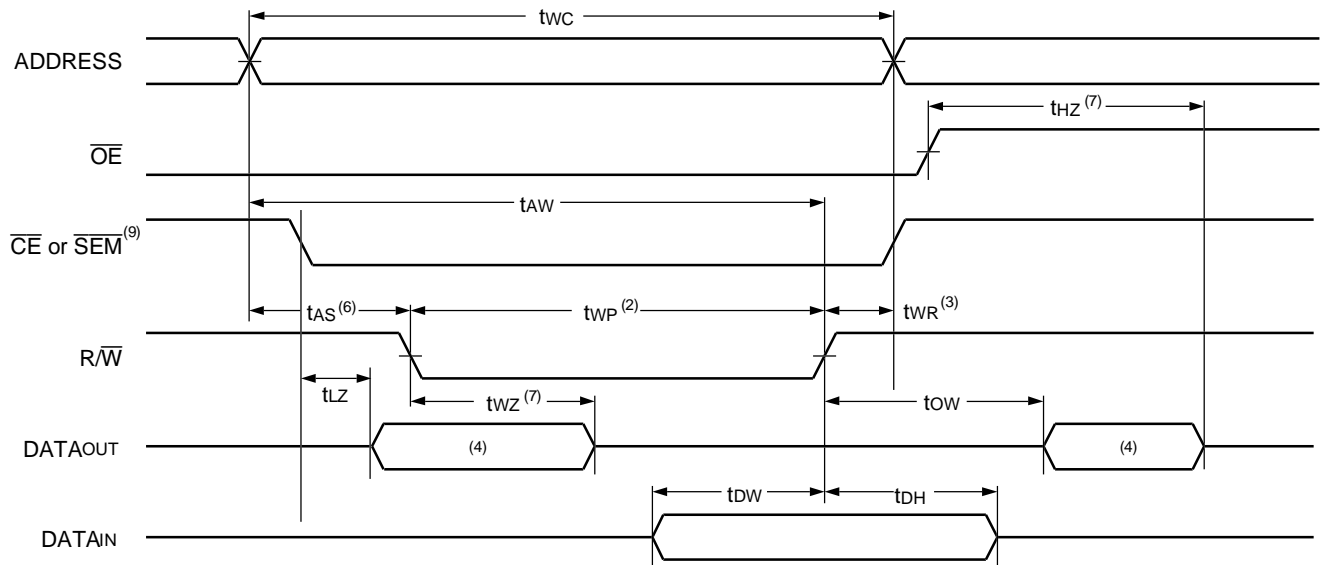 tWC
ADDRESS
tHZ (7)
OE
tAW
CE or SEM (9)
tAS (6)
tWP (2)
tWR (3)
R/W
tLZ
tWZ (7)
tOW
DATAOUT
(4)
(4)
tDW
tDH
DATAIN